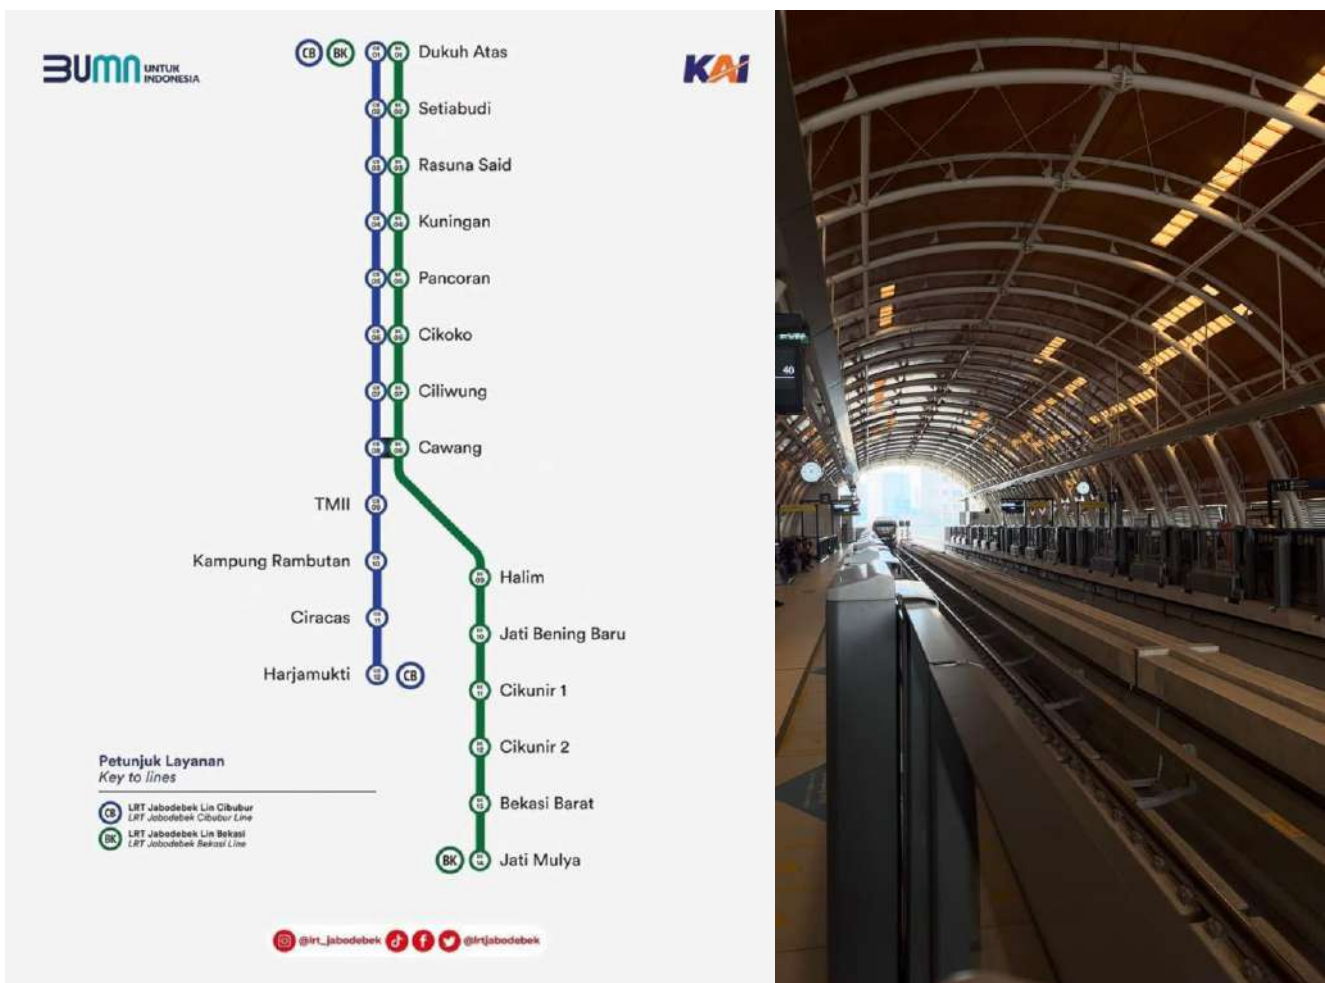 BUMN UNTUK
INDONESIA
KAI
CB BK Dukuh Atas
Setiabudi
Rasuna Said
Kuningan
Pancoran
Cikoko
Ciliwung
Cawang
TMII
Kampung Rambutan
Ciracas
Harjamukti CB
Halim
Jati Bening Baru
Cikunir 1
Cikunir 2
Bekasi Barat
BK Jati Mulya
Petunjuk Layanan
Key to lines
CB LRT Jabodebek Lin Cibubur
LRT Jabodebek Cibubur Line
BK LRT Jabodebek Lin Bekasi
LRT Jabodebek Bekasi Line
@lrt_jabodebek @lrtjabodebek
40